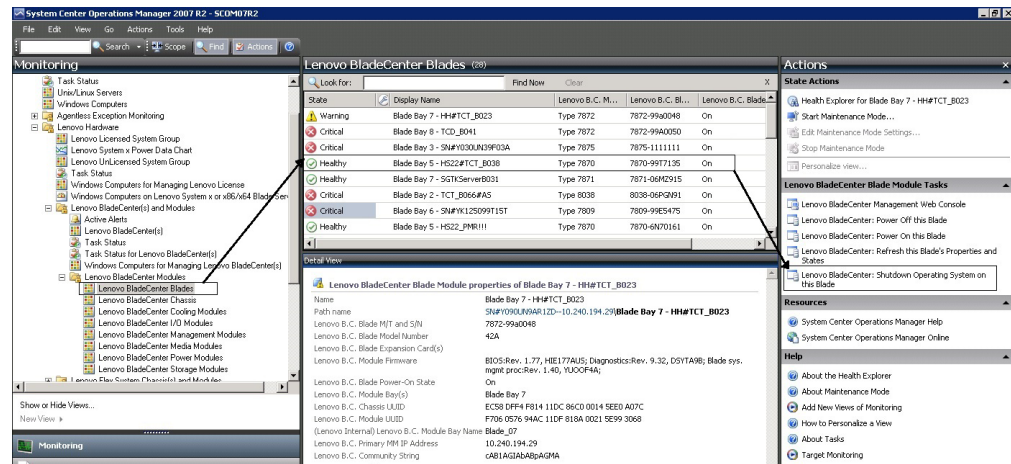 System Center Operations Manager 2007 R2 - SCOM07R2
File Edit View Go Actions Tools Help
Search Scope Find Actions
Monitoring
Task Status
Unix/Linux Servers
Windows Computers
Agentless Exception Monitoring
Lenovo Hardware
Lenovo Licensed System Group
Lenovo System x Power Data Chart
Lenovo UnLicensed System Group
Task Status
Windows Computers for Managing Lenovo License
Windows Computers on Lenovo System x or x86/x64 Blade Serv
Lenovo BladeCenter(s) and Modules
Active Alerts
Lenovo BladeCenter(s)
Task Status
Task Status for Lenovo BladeCenter(s)
Windows Computers for Managing Lenovo BladeCenter(s)
Lenovo BladeCenter Modules
Lenovo BladeCenter Blades
Lenovo BladeCenter Chassis
Lenovo BladeCenter Cooling Modules
Lenovo BladeCenter I/O Modules
Lenovo BladeCenter Management Modules
Lenovo BladeCenter Media Modules
Lenovo BladeCenter Power Modules
Lenovo BladeCenter Storage Modules
Lenovo Flex System Chassis(s) and Modules
Show or Hide Views...
New View
Monitoring
Lenovo BladeCenter Blades (28)
Look for: Find Now Clear X
State Display Name Lenovo B.C. M... Lenovo B.C. Bl... Lenovo B.C. Blade
Warning Blade Bay 7 - HH#TCT_B023 Type 7872 7872-99a0048 On
Critical Blade Bay 8 - TCD_B041 Type 7872 7872-99A0050 On
Critical Blade Bay 3 - SN#Y030UN39F03A Type 7875 7875-1111111 On
Healthy Blade Bay 5 - HS22#TCT_B038 Type 7870 7870-99T7135 On
Healthy Blade Bay 7 - SGTKServerB031 Type 7871 7871-06MZ915 On
Critical Blade Bay 2 - TCT_B066#AS Type 8038 8038-06PGN91 On
Critical Blade Bay 6 - SN#YK125099T15T Type 7809 7809-99E5475 On
Healthy Blade Bay 5 - HS22_PMR!!! Type 7870 7870-6N70161 On
Detail View
Lenovo BladeCenter Blade Module properties of Blade Bay 7 - HH#TCT_B023
Name Blade Bay 7 - HH#TCT_B023
Path name SN#Y090UN9AR1ZD--10.240.194.29\Blade Bay 7 - HH#TCT_B023
Lenovo B.C. Blade M/T and S/N 7872-99a0048
Lenovo B.C. Blade Model Number 42A
Lenovo B.C. Blade Expansion Card(s)
Lenovo B.C. Module Firmware BIOS:Rev. 1.77, HIE177AUS; Diagnostics:Rev. 9.32, DSYTA9B; Blade sys.
mgmt proc:Rev. 1.40, YUOOF4A;
Lenovo B.C. Blade Power-On State On
Lenovo B.C. Module Bay(s) Blade Bay 7
Lenovo B.C. Chassis UUID EC58 DFF4 F814 11DC 86C0 0014 5EE0 A07C
Lenovo B.C. Module UUID F706 0576 94AC 11DF 818A 0021 5E99 3068
(Lenovo Internal) Lenovo B.C. Module Bay Name Blade_07
Lenovo B.C. Primary MM IP Address 10.240.194.29
Lenovo B.C. Community String cAB1AGIAbABpAGMA
Actions x
State Actions
Health Explorer for Blade Bay 7 - HH#TCT_B023
Start Maintenance Mode...
Edit Maintenance Mode Settings...
Stop Maintenance Mode
Personalize view...
Lenovo BladeCenter Blade Module Tasks
Lenovo BladeCenter Management Web Console
Lenovo BladeCenter: Power Off this Blade
Lenovo BladeCenter: Power On this Blade
Lenovo BladeCenter: Refresh this Blade's Properties and
States
Lenovo BladeCenter: Shutdown Operating System on
this Blade
Resources
System Center Operations Manager Help
System Center Operations Manager Online
Help
About the Health Explorer
About Maintenance Mode
Add New Views of Monitoring
How to Personalize a View
About Tasks
Target Monitoring